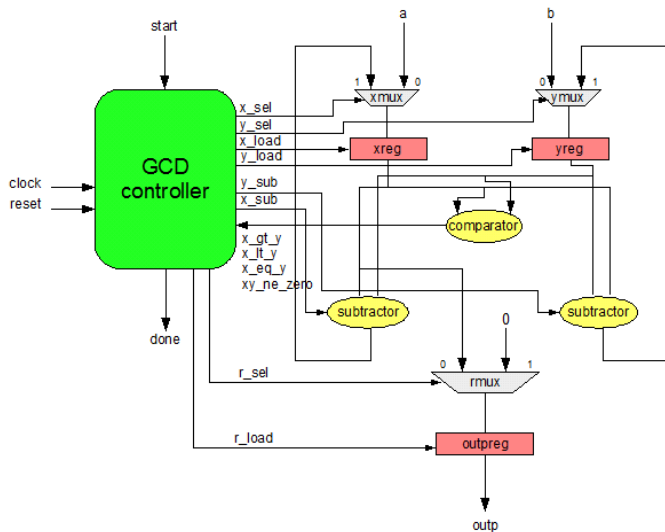 start
a
b
1
0
0
1
xmux
ymux
x_sel
y_sel
x_load
y_load
xreg
yreg
GCD
controller
clock
reset
y_sub
x_sub
comparator
x_gt_y
x_lt_y
x_eq_y
xy_ne_zero
subtractor
subtractor
done
0
0
1
r_sel
rmux
r_load
outpreg
outp